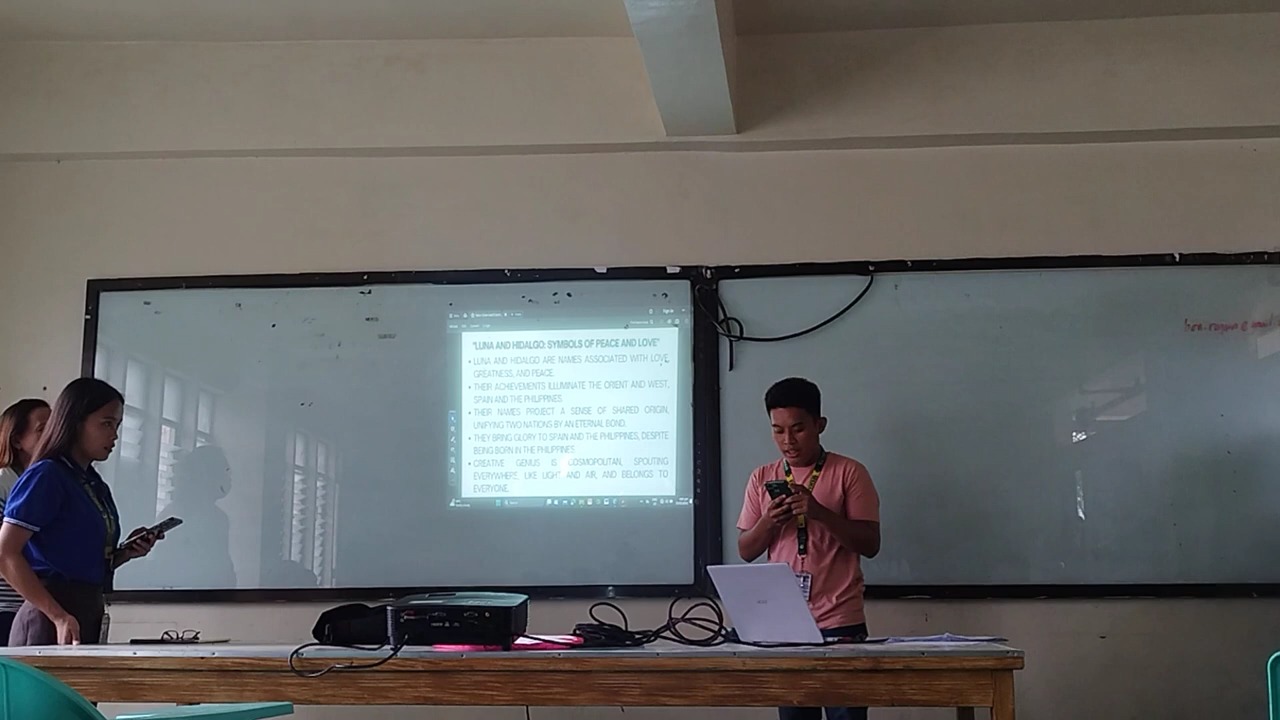 "LUNA AND HIDALGO: SYMBOLS OF PEACE AND LOVE"
• LUNA AND HIDALGO ARE NAMES ASSOCIATED WITH LOVE,
GREATNESS, AND PEACE.
• THEIR ACHIEVEMENTS ILLUMINATE THE ORIENT AND WEST,
SPAIN AND THE PHILIPPINES.
• THEIR NAMES PROJECT A SENSE OF SHARED ORIGIN,
UNIFYING TWO NATIONS BY AN ETERNAL BOND.
• THEY BRING GLORY TO SPAIN AND THE PHILIPPINES, DESPITE
BEING BORN IN THE PHILIPPINES.
• CREATIVE GENIUS IS COSMOPOLITAN, SPOUTING
EVERYWHERE, LIKE LIGHT AND AIR, AND BELONGS TO
EVERYONE.